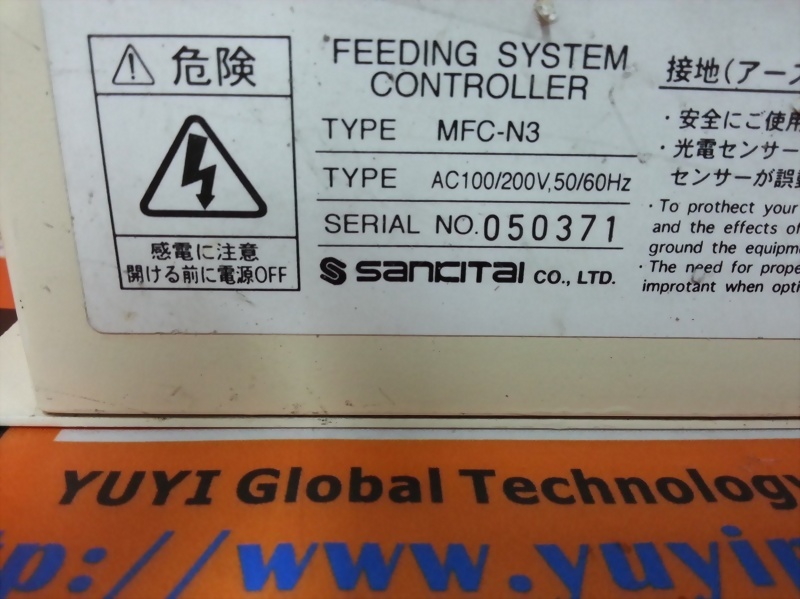 危険
感電に注意
開ける前に電源OFF
FEEDING SYSTEM
CONTROLLER
TYPE MFC-N3
TYPE AC100/200V,50/60Hz
SERIAL NO. 050371
SANKITAI CO., LTD.
接地(アース
・安全にご使用
・光電センサー
センサーが誤
・To prothect your
and the effects of
ground the equipme
・The need for prope
improtant when opti
YUYI Global Technology
http://www.yuyip